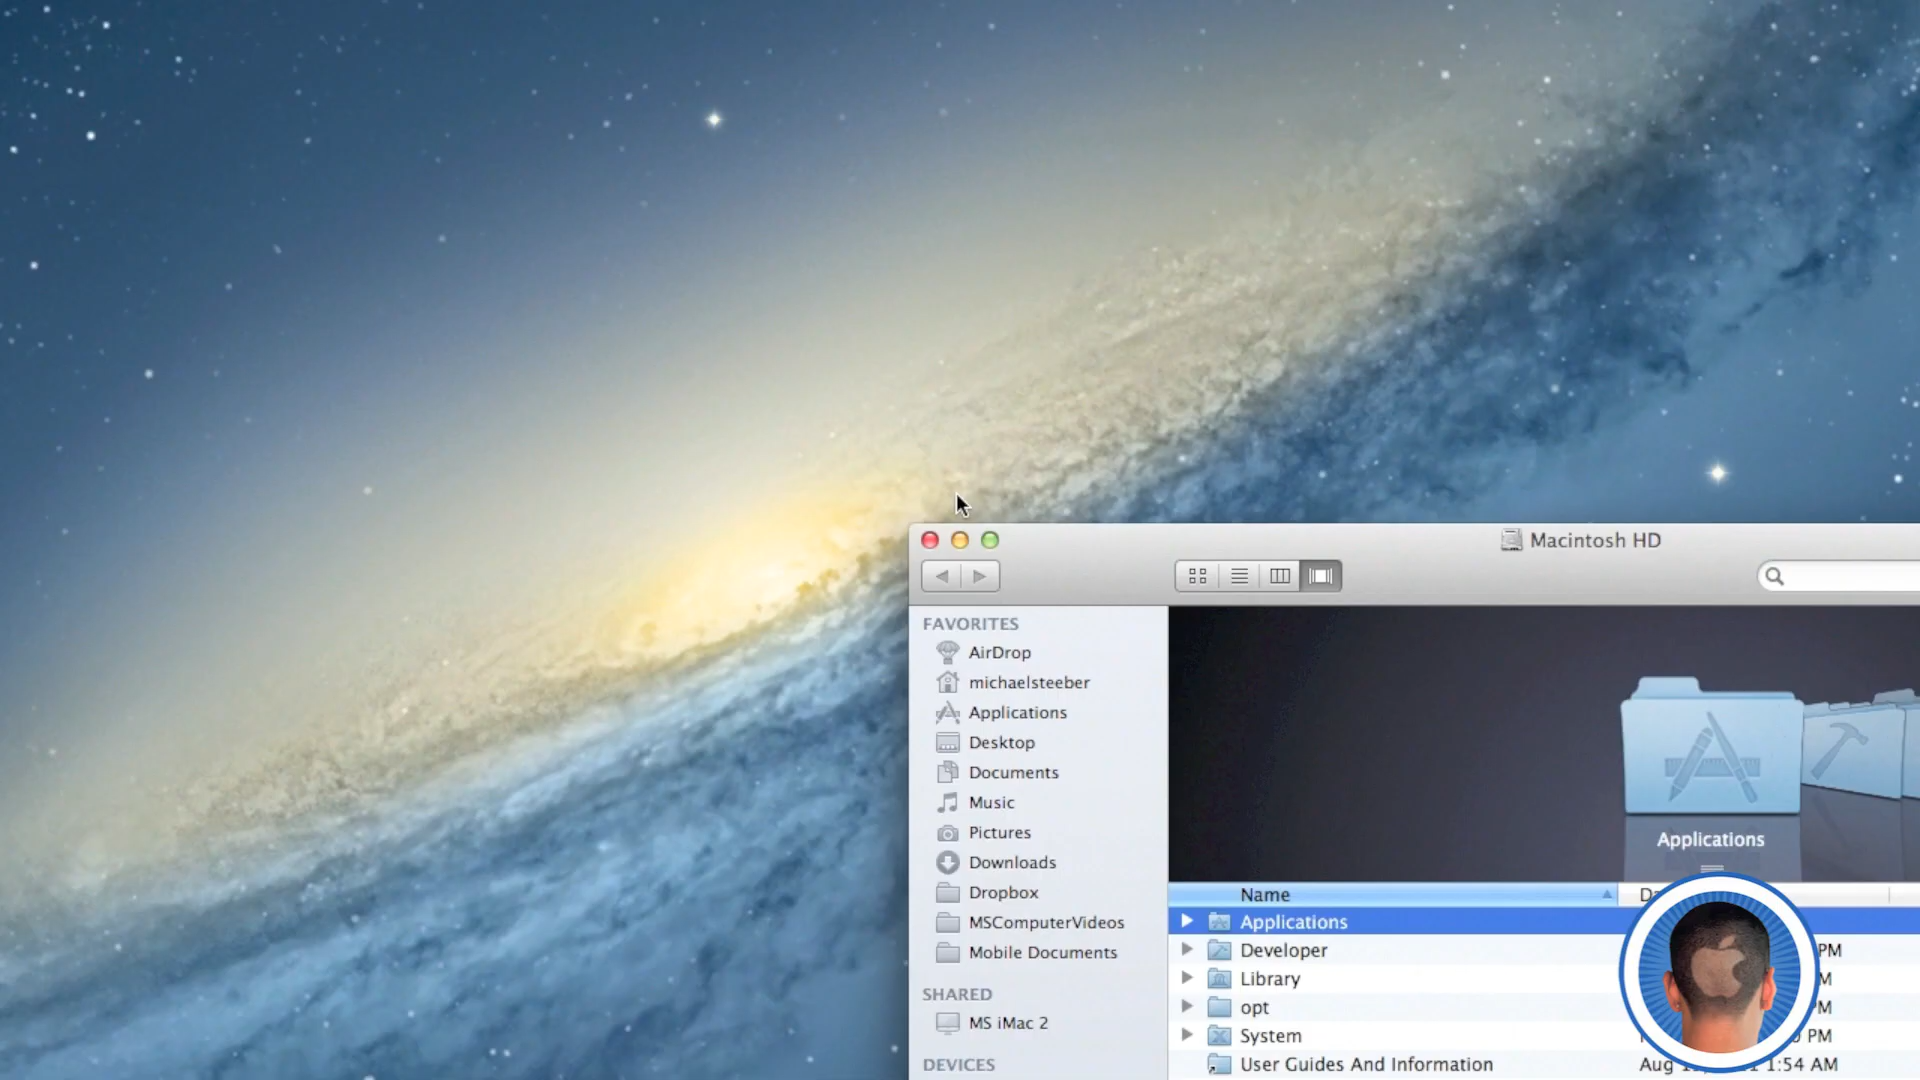 Macintosh HD
FAVORITES
AirDrop
michaelsteeber
Applications
Desktop
Documents
Music
Pictures
Downloads
Dropbox
MSComputerVideos
Mobile Documents
SHARED
MS iMac 2
DEVICES
Applications
Name
Applications
PM
Developer
Library
opt
System
PM
User Guides And Information
Aug 1:54 AM